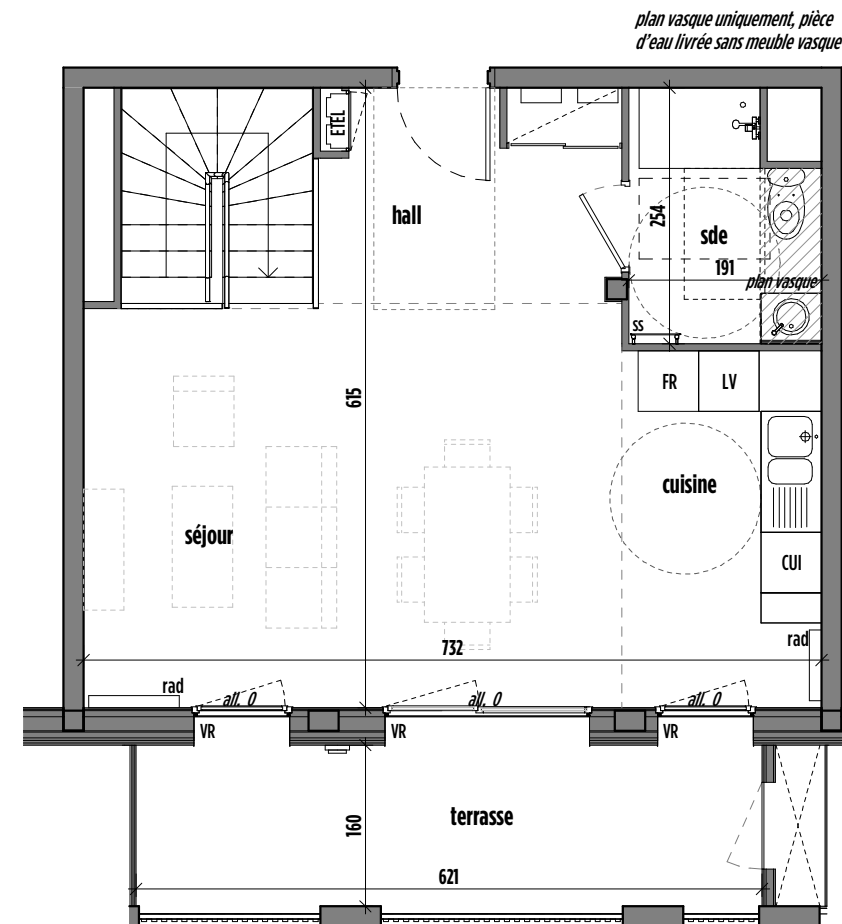 plan vasque uniquement, pièce
d'eau livrée sans meuble vasque
ETEL
hall
254
sde
191
plan vasque
ss
FR
LV
615
cuisine
séjour
CUI
732
rad
rad
all. 0
all. 0
all. 0
VR
VR
VR
160
terrasse
621